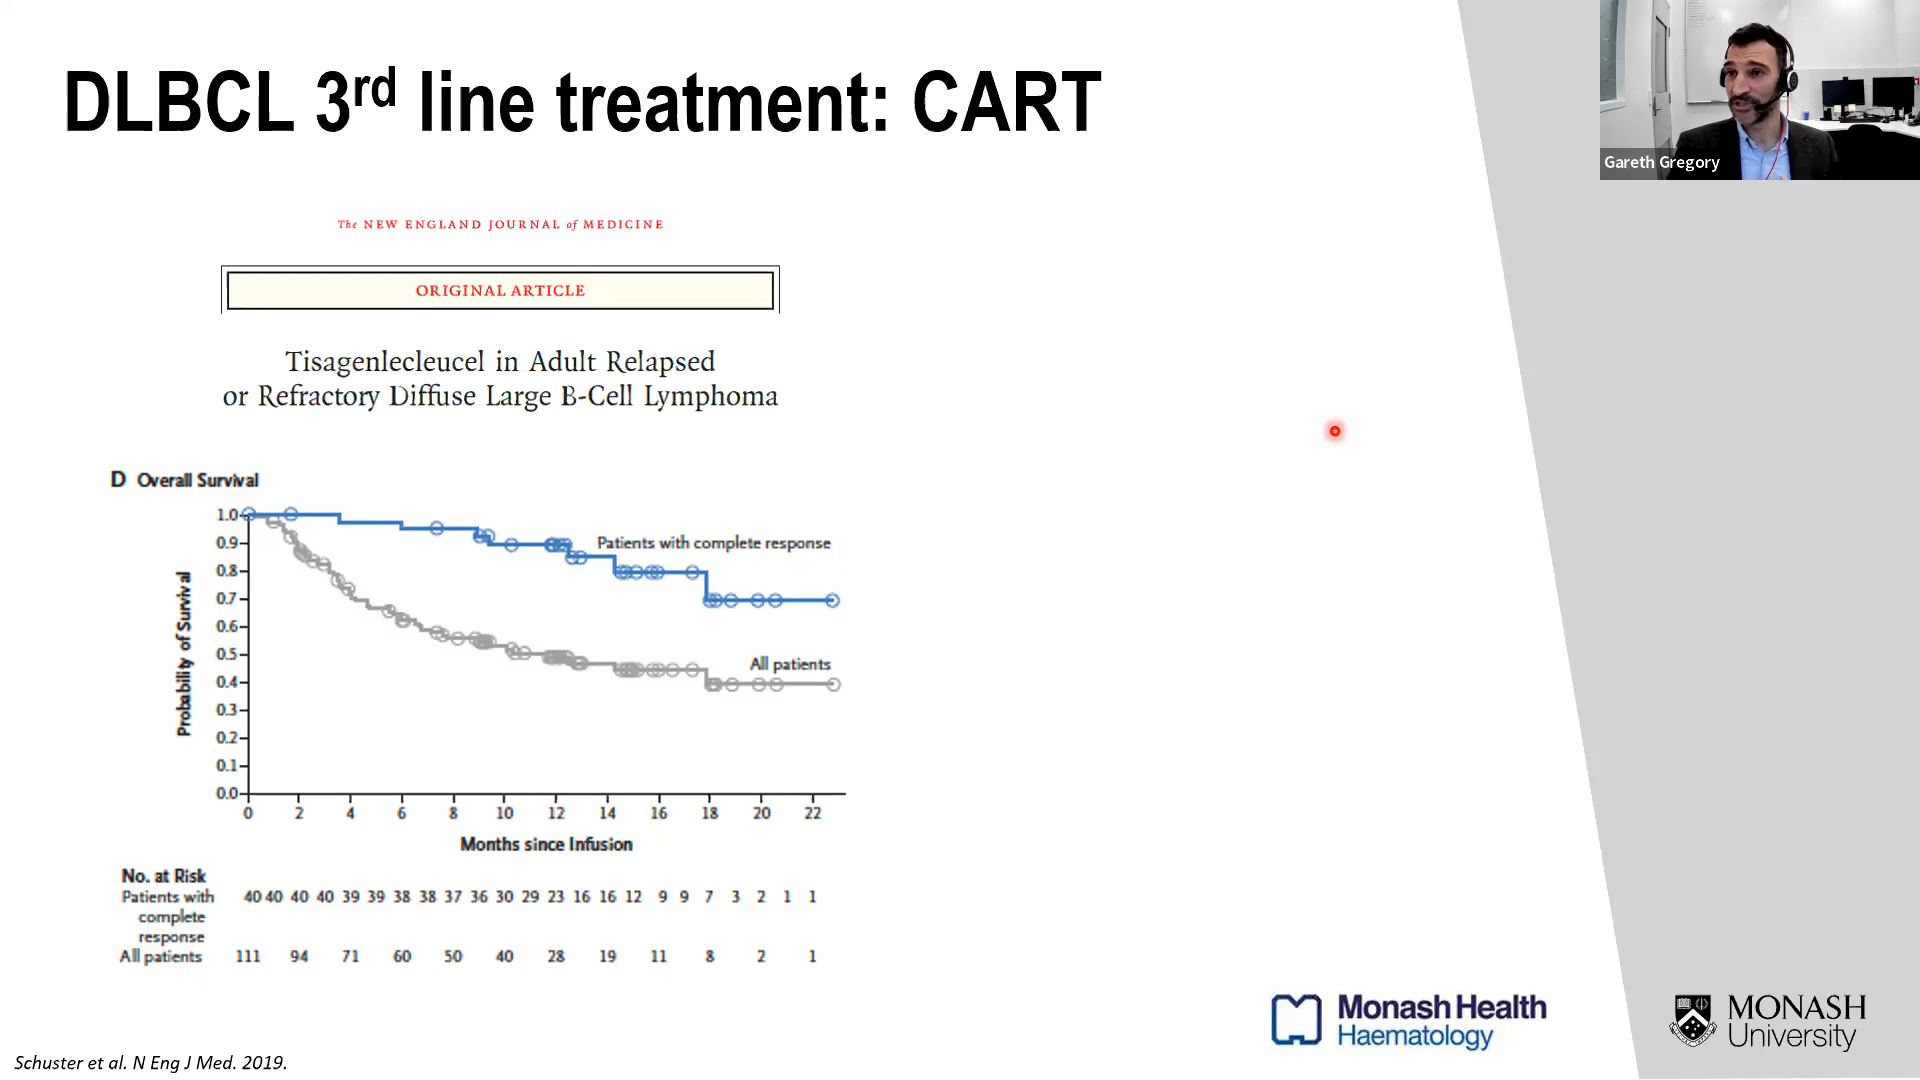 DLBCL 3rd line treatment: CART
Gareth Gregory
The NEW ENGLAND JOURNAL of MEDICINE
ORIGINAL ARTICLE
Tisagenlecleucel in Adult Relapsed
or Refractory Diffuse Large B-Cell Lymphoma
D Overall Survival
Probability of Survival
1.0
0.9
0.8
0.7
0.6
0.5
0.4
0.3
0.2
0.1
0.0
Patients with complete response
All patients
0 2 4 6 8 10 12 14 16 18 20 22
Months since Infusion
No. at Risk
Patients with 40 40 40 40 39 39 38 38 37 36 30 29 23 16 16 12 9 9 7 3 2 1 1
complete
response
All patients 111 94 71 60 50 40 28 19 11 8 2 1
Monash Health
Haematology
MONASH
University
Schuster et al. N Eng J Med. 2019.